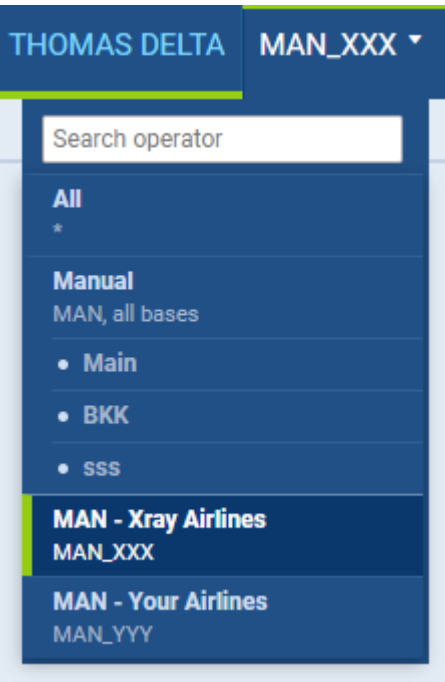 THOMAS DELTA MAN_XXX
Search operator
All
*
Manual
MAN, all bases
• Main
• BKK
• sss
MAN - Xray Airlines
MAN_XXX
MAN - Your Airlines
MAN_YYY